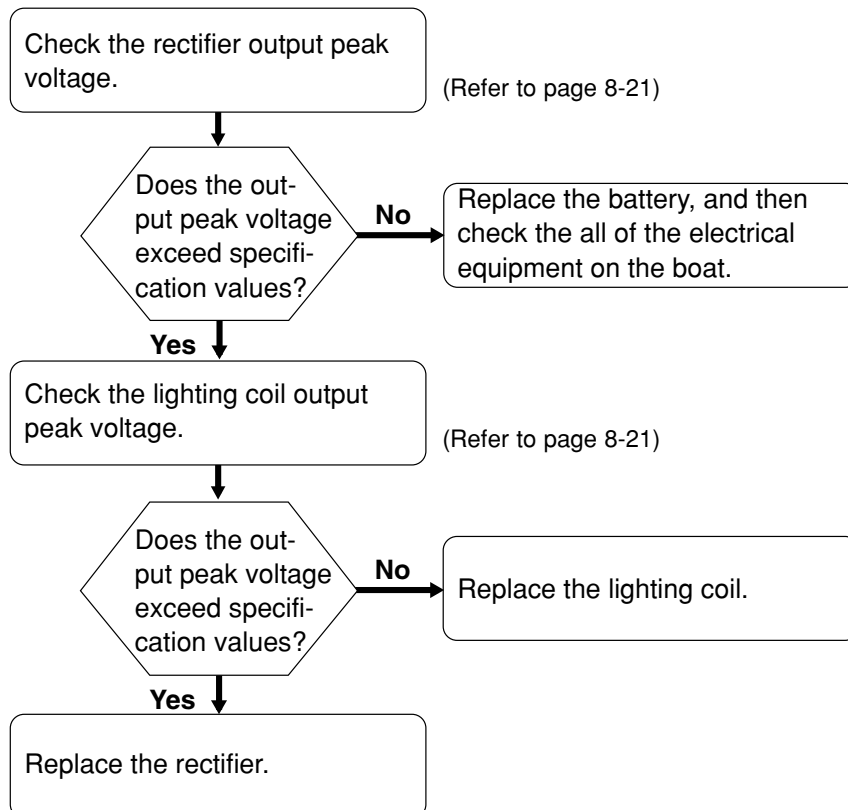 Check the rectifier output peak
voltage.
(Refer to page 8-21)
Does the out-
put peak voltage
exceed specifi-
cation values?
No
Replace the battery, and then
check the all of the electrical
equipment on the boat.
Yes
Check the lighting coil output
peak voltage.
(Refer to page 8-21)
Does the out-
put peak voltage
exceed specifi-
cation values?
No
Replace the lighting coil.
Yes
Replace the rectifier.